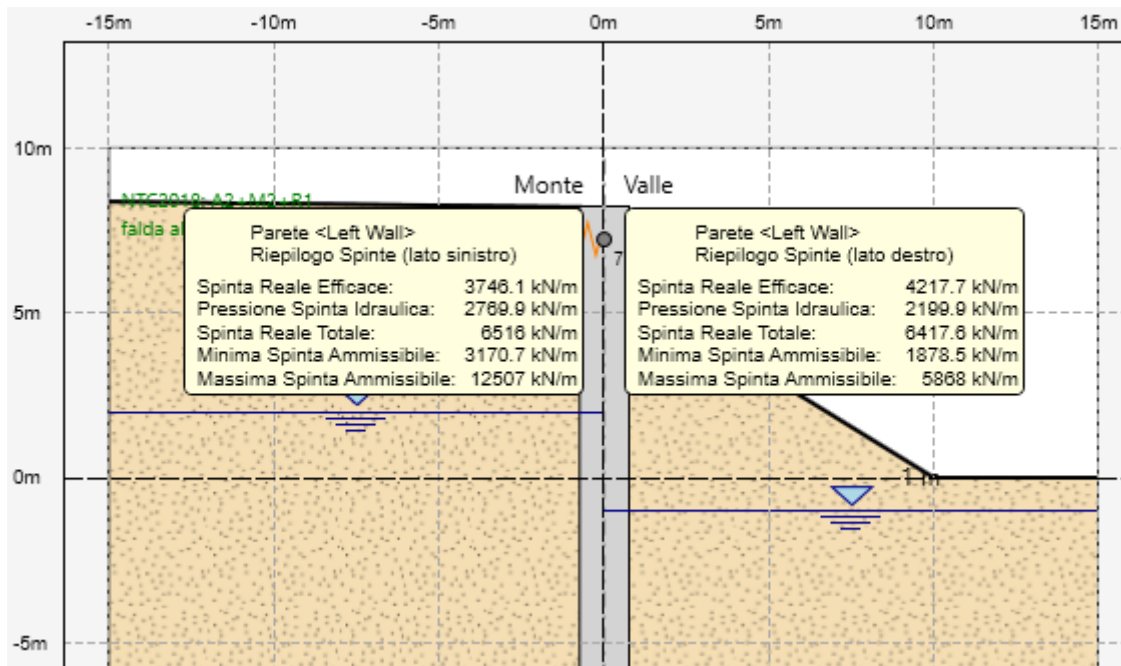 -15m -10m -5m 0m 5m 10m 15m
10m
Monte Valle
NTC2018: A2+M2+R1
falda al
7
Parete <Left Wall>
Riepilogo Spinte (lato sinistro)
Spinta Reale Efficace: 3746.1 kN/m
Pressione Spinta Idraulica: 2769.9 kN/m
Spinta Reale Totale: 6516 kN/m
Minima Spinta Ammissibile: 3170.7 kN/m
Massima Spinta Ammissibile: 12507 kN/m
Parete <Left Wall>
Riepilogo Spinte (lato destro)
Spinta Reale Efficace: 4217.7 kN/m
Pressione Spinta Idraulica: 2199.9 kN/m
Spinta Reale Totale: 6417.6 kN/m
Minima Spinta Ammissibile: 1878.5 kN/m
Massima Spinta Ammissibile: 5868 kN/m
5m
0m
1 m
-5m